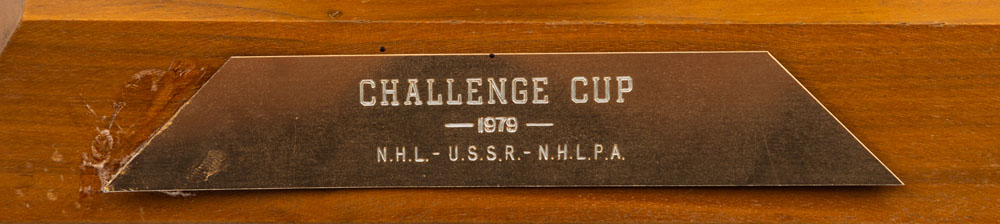 CHALLENGE CUP
— 1979 —
N.H.L.- U.S.S.R.- N.H.L.P.A.